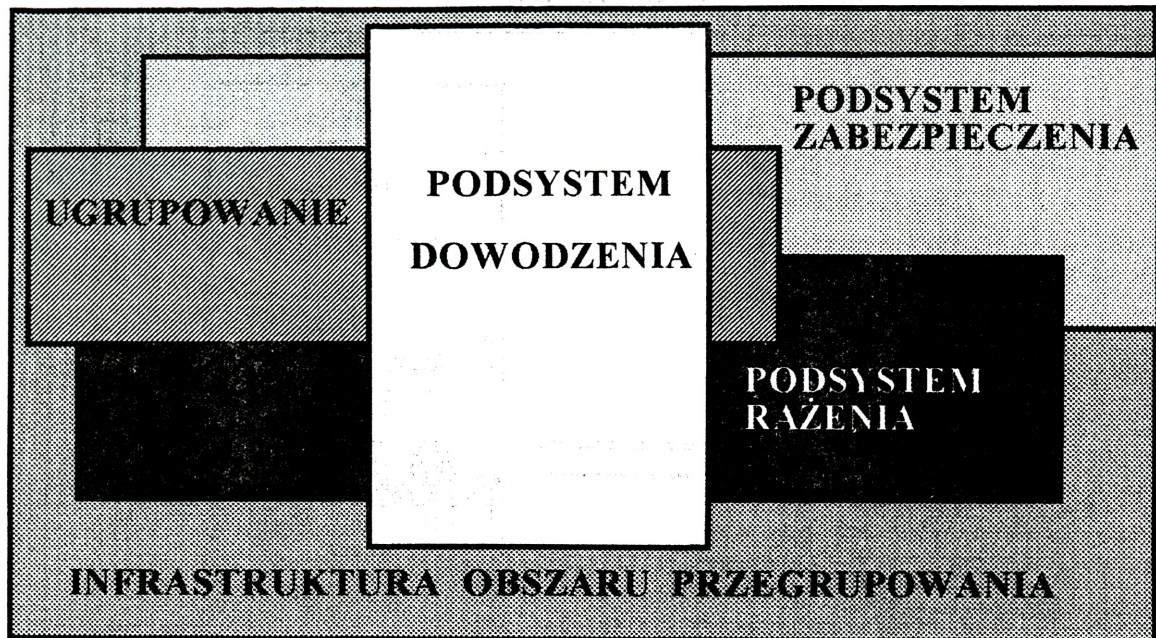 PODSYSTEM
ZABEZPIECZENIA
UGRUPOWANIE
PODSYSTEM
DOWODZENIA
PODSYSTEM
RAŻENIA
INFRASTRUKTURA OBSZARU PRZEGRUPOWANIA